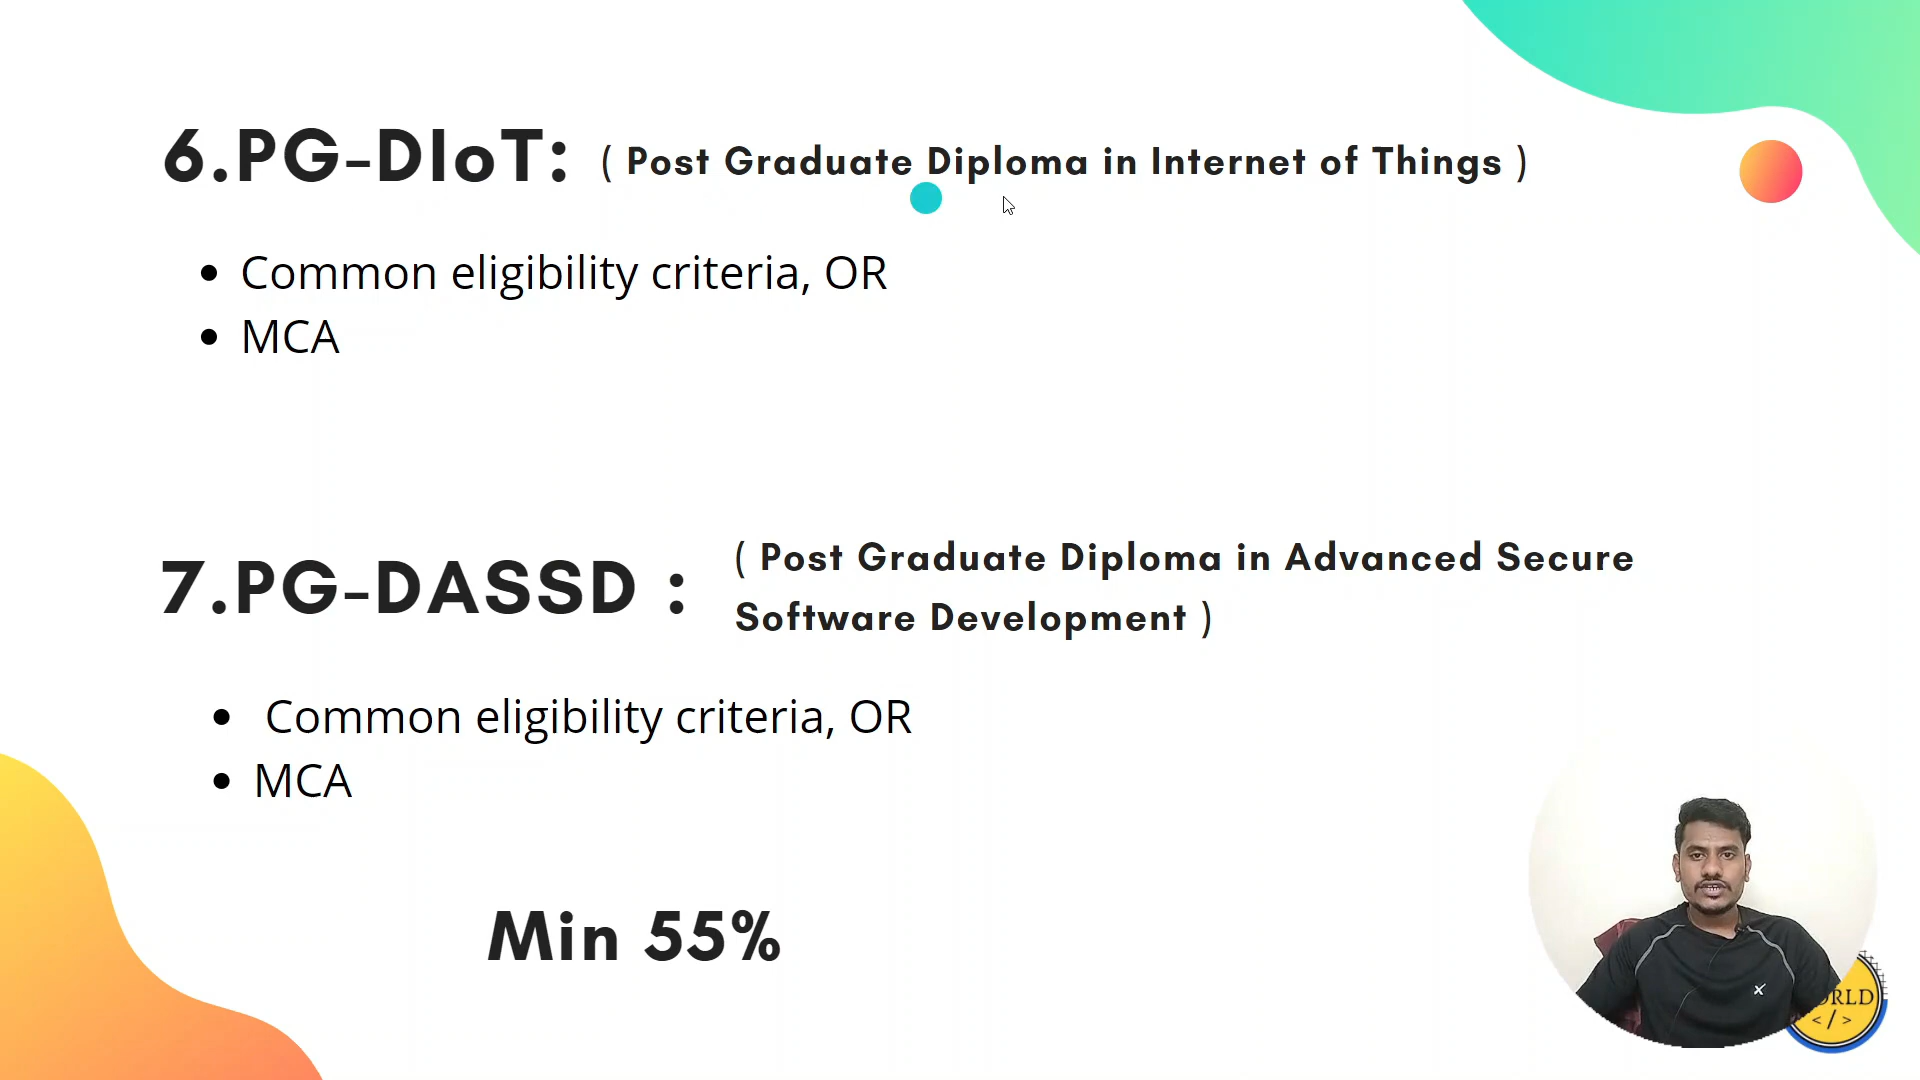 6.PG-DIoT: ( Post Graduate Diploma in Internet of Things )
• Common eligibility criteria, OR
• MCA
7.PG-DASSD : ( Post Graduate Diploma in Advanced Secure
Software Development )
• Common eligibility criteria, OR
• MCA
Min 55%
</>